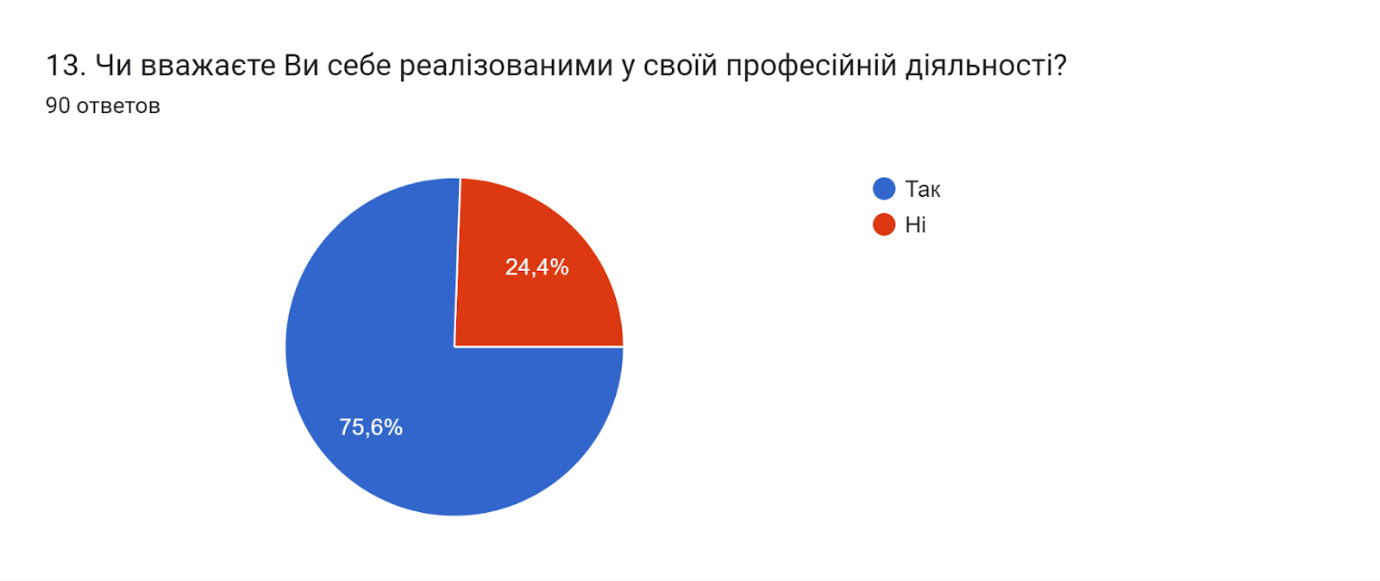 13. Чи вважаєте Ви себе реалізованими у своїй професійній діяльності?
90 ответов
Так
Ні
24,4%
75,6%